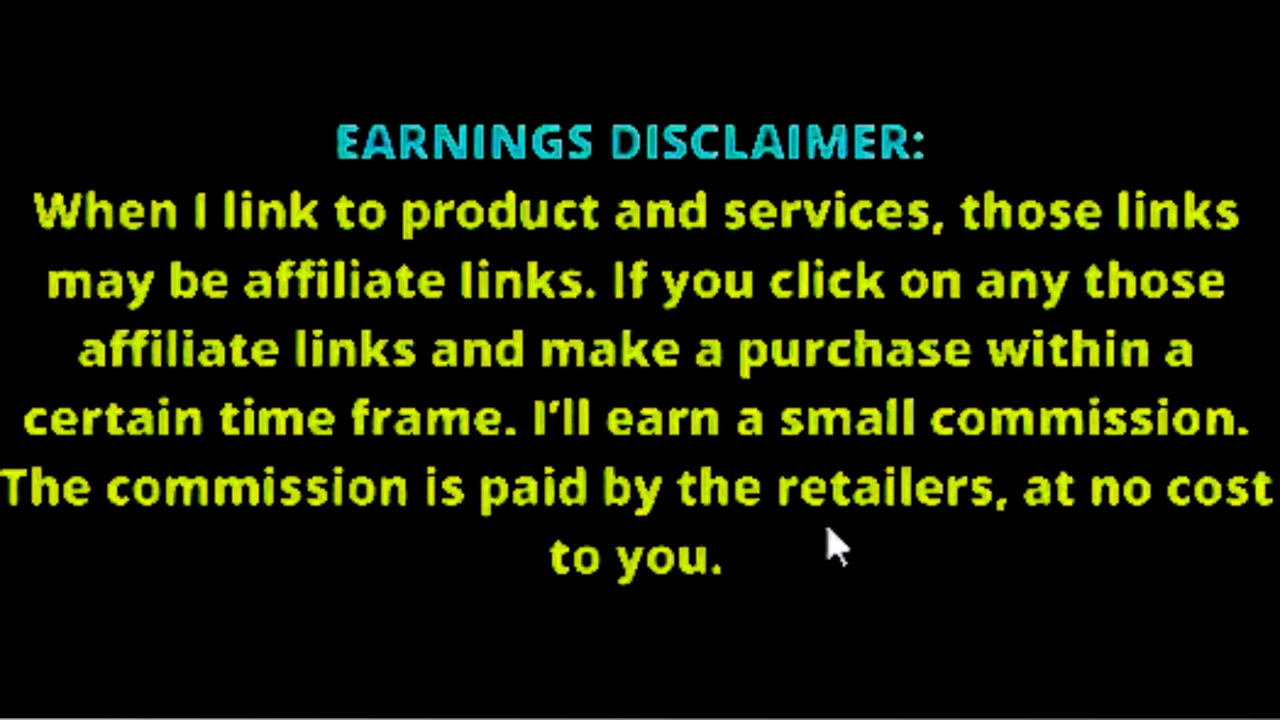 EARNINGS DISCLAIMER:
When I link to product and services, those links
may be affiliate links. If you click on any those
affiliate links and make a purchase within a
certain time frame. I’ll earn a small commission.
The commission is paid by the retailers, at no cost
to you.